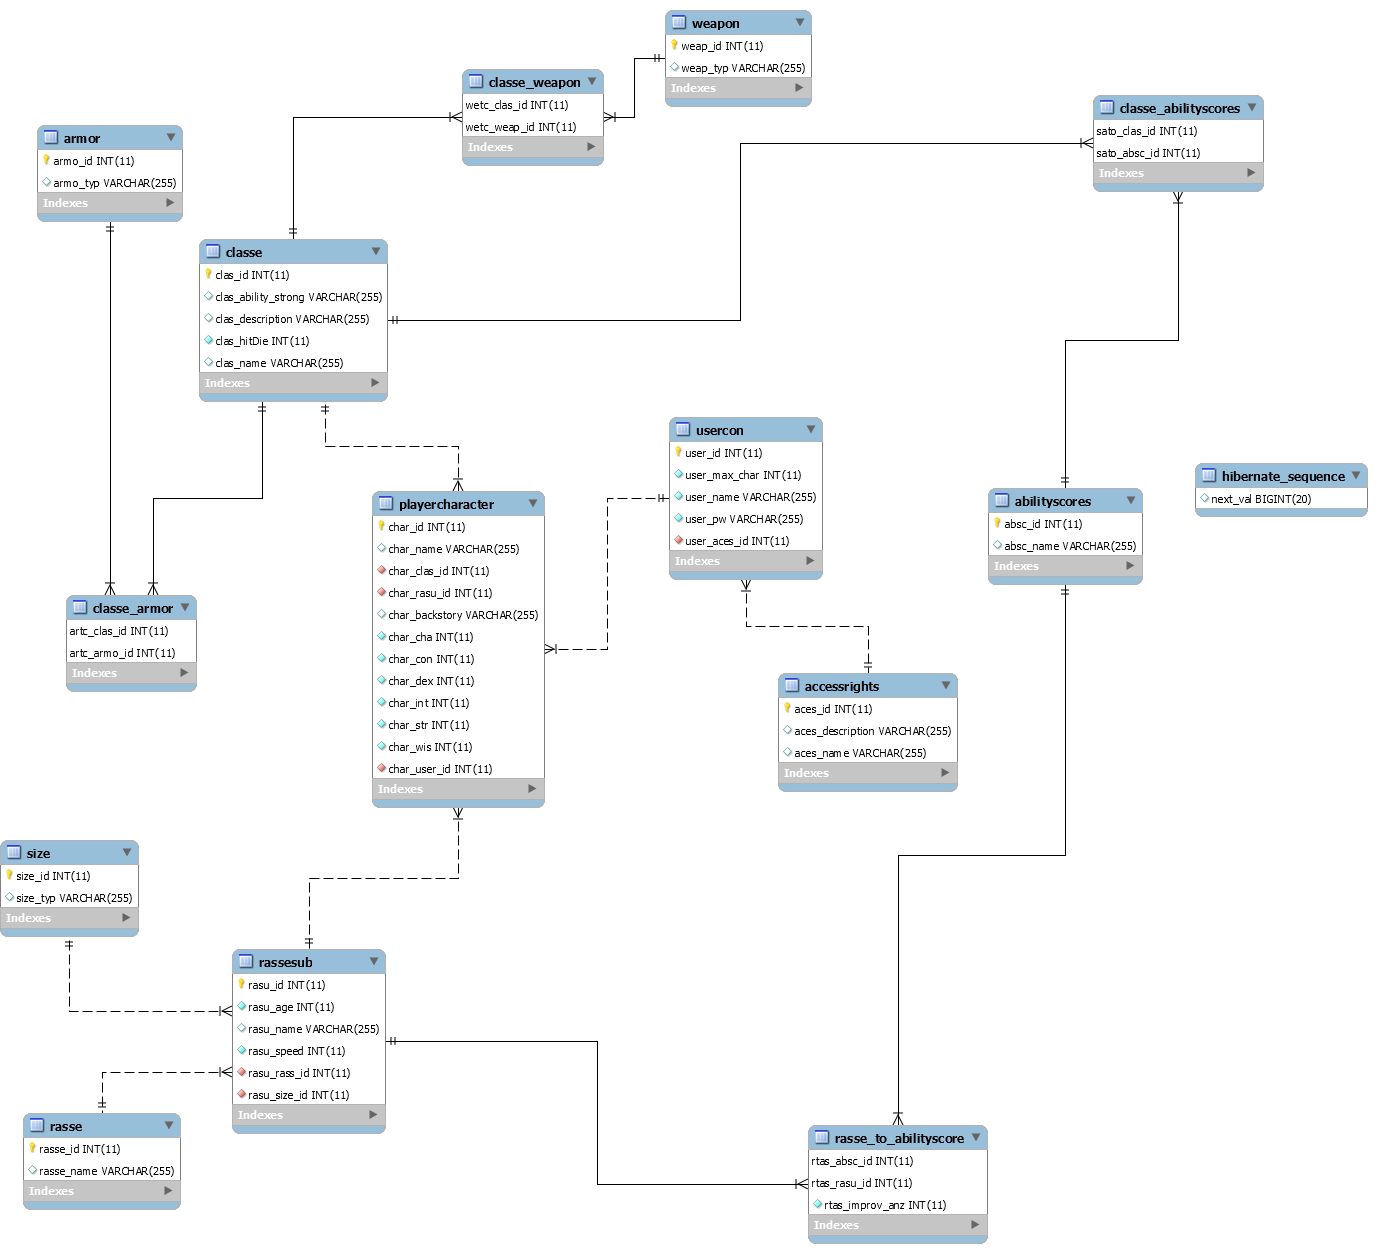 weapon
weap_id INT(11)
weap_typ VARCHAR(255)
Indexes
classe_weapon
wetc_clas_id INT(11)
wetc_weap_id INT(11)
Indexes
classe_abilityscores
sato_clas_id INT(11)
sato_absc_id INT(11)
Indexes
armor
armo_id INT(11)
armo_typ VARCHAR(255)
Indexes
classe
clas_id INT(11)
clas_ability_strong VARCHAR(255)
clas_description VARCHAR(255)
clas_hitDie INT(11)
clas_name VARCHAR(255)
Indexes
usercon
user_id INT(11)
user_max_char INT(11)
user_name VARCHAR(255)
user_pw VARCHAR(255)
user_aces_id INT(11)
Indexes
hibernate_sequence
next_val BIGINT(20)
abilityscores
absc_id INT(11)
absc_name VARCHAR(255)
Indexes
playercharacter
char_id INT(11)
char_name VARCHAR(255)
char_clas_id INT(11)
char_rasu_id INT(11)
char_backstory VARCHAR(255)
char_cha INT(11)
char_con INT(11)
char_dex INT(11)
char_int INT(11)
char_str INT(11)
char_wis INT(11)
char_user_id INT(11)
Indexes
classe_armor
artc_clas_id INT(11)
artc_armo_id INT(11)
Indexes
accessrights
aces_id INT(11)
aces_description VARCHAR(255)
aces_name VARCHAR(255)
Indexes
size
size_id INT(11)
size_typ VARCHAR(255)
Indexes
rassesub
rasu_id INT(11)
rasu_age INT(11)
rasu_name VARCHAR(255)
rasu_speed INT(11)
rasu_rass_id INT(11)
rasu_size_id INT(11)
Indexes
rasse
rasse_id INT(11)
rasse_name VARCHAR(255)
Indexes
rasse_to_abilityscore
rtas_absc_id INT(11)
rtas_rasu_id INT(11)
rtas_improv_anz INT(11)
Indexes